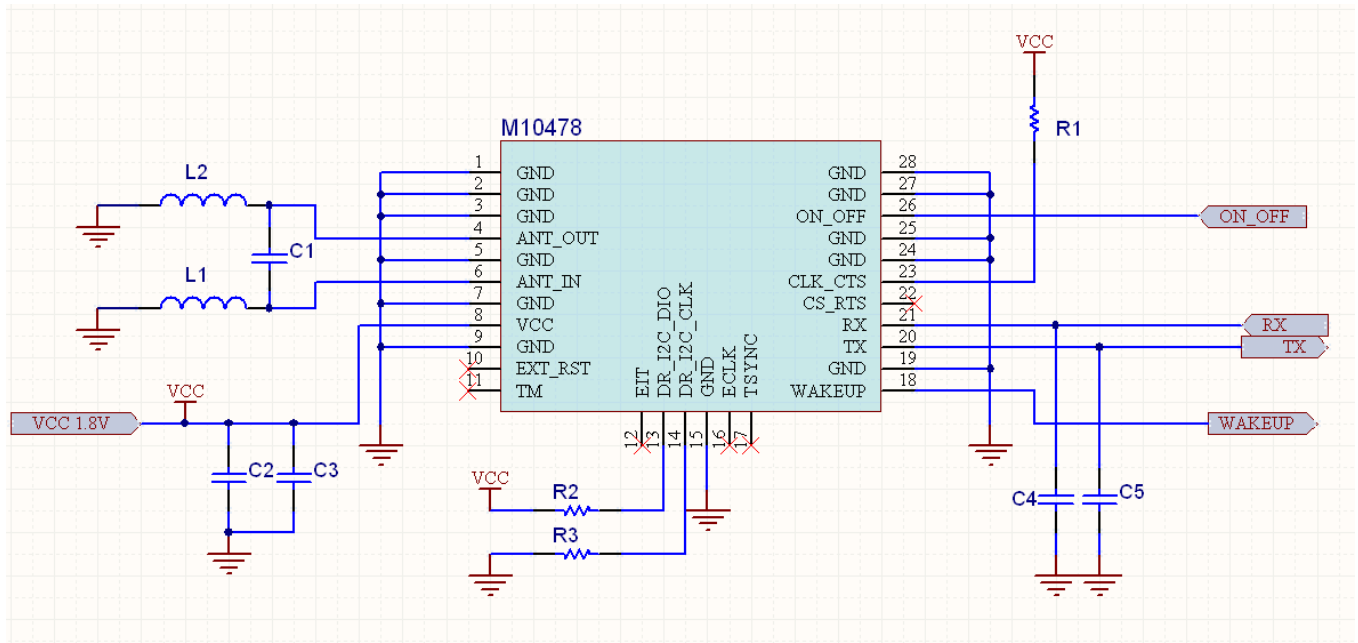 VCC
R1
M10478
L2
C1
L1
1 GND
2 GND
3 GND
4 ANT_OUT
5 GND
6 ANT_IN
7 GND
8 VCC
9 GND
10 EXT_RST
11 TM
12 EIT
13 DR_I2C_DIO
14 DR_I2C_CLK
15 GND
16 ECLK
17 TSYNC
GND 28
GND 27
ON_OFF 26
GND 25
GND 24
CLK_CTS 23
CS_RTS 22
RX 21
TX 20
GND 19
WAKEUP 18
ON_OFF
RX
TX
WAKEUP
VCC
VCC 1.8V
C2
C3
VCC
R2
R3
C4
C5